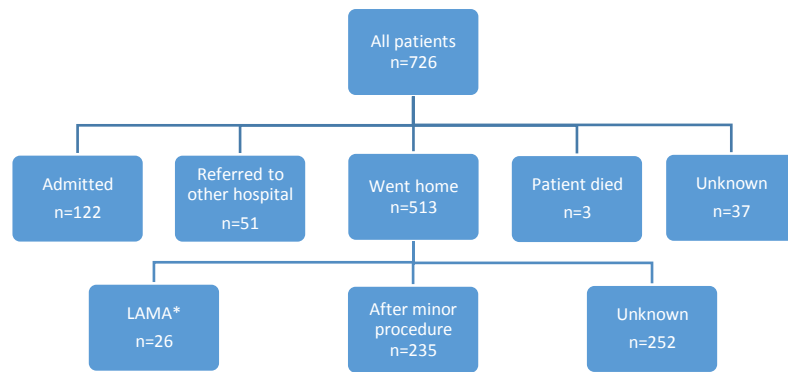 All patients
n=726
Admitted
n=122
Referred to
other hospital
n=51
Went home
n=513
Patient died
n=3
Unknown
n=37
LAMA*
n=26
After minor
procedure
n=235
Unknown
n=252